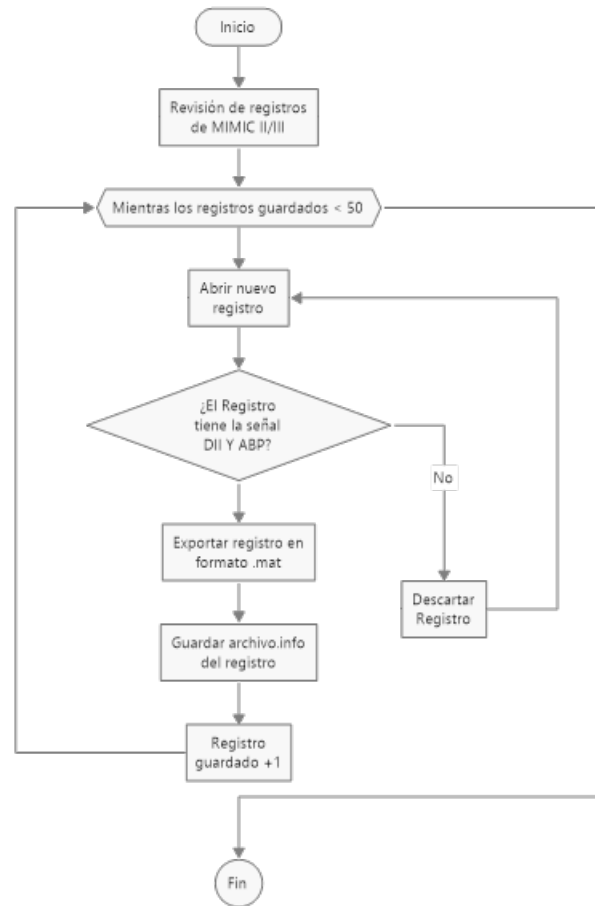 Inicio
Revisión de registros
de MIMIC II/III
Mientras los registros guardados < 50
Abrir nuevo
registro
¿El Registro
tiene la señal
DII Y ABP?
No
Exportar registro en
formato .mat
Descartar
Registro
Guardar archivo.info
del registro
Registro
guardado +1
Fin